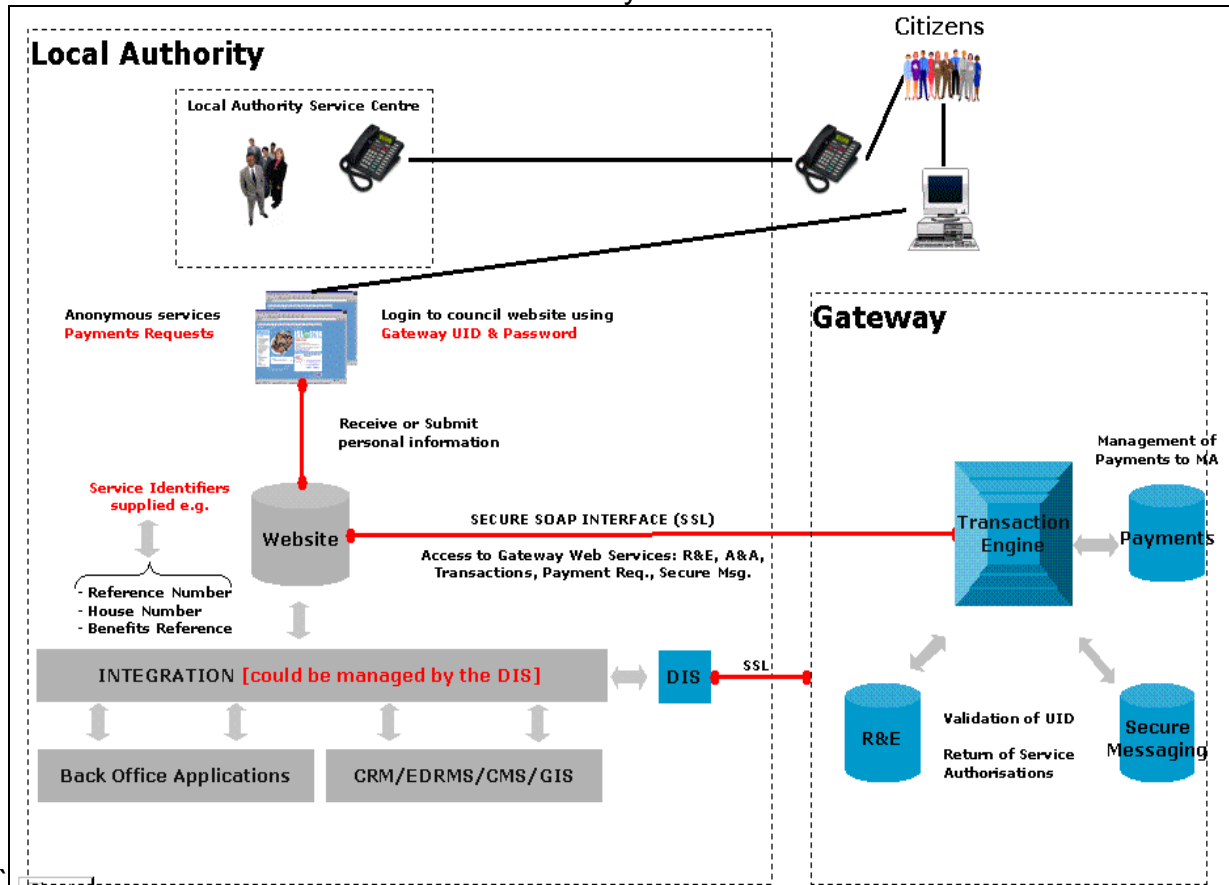 Citizens
Local Authority
Local Authority Service Centre
Anonymous services
Payments Requests
Login to council website using
Gateway UID & Password
Gateway
Receive or Submit
personal information
Management of
Payments to MA
Service Identifiers
supplied e.g.
Website
SECURE SOAP INTERFACE (SSL)
Transaction
Engine
Payments
Access to Gateway Web Services: R&E, A&A,
Transactions, Payment Req., Secure Msg.
- Reference Number
- House Number
- Benefits Reference
INTEGRATION [could be managed by the DIS]
DIS
SSL
R&E
Validation of UID
Return of Service
Authorisations
Secure
Messaging
Back Office Applications
CRM/EDRMS/CMS/GIS